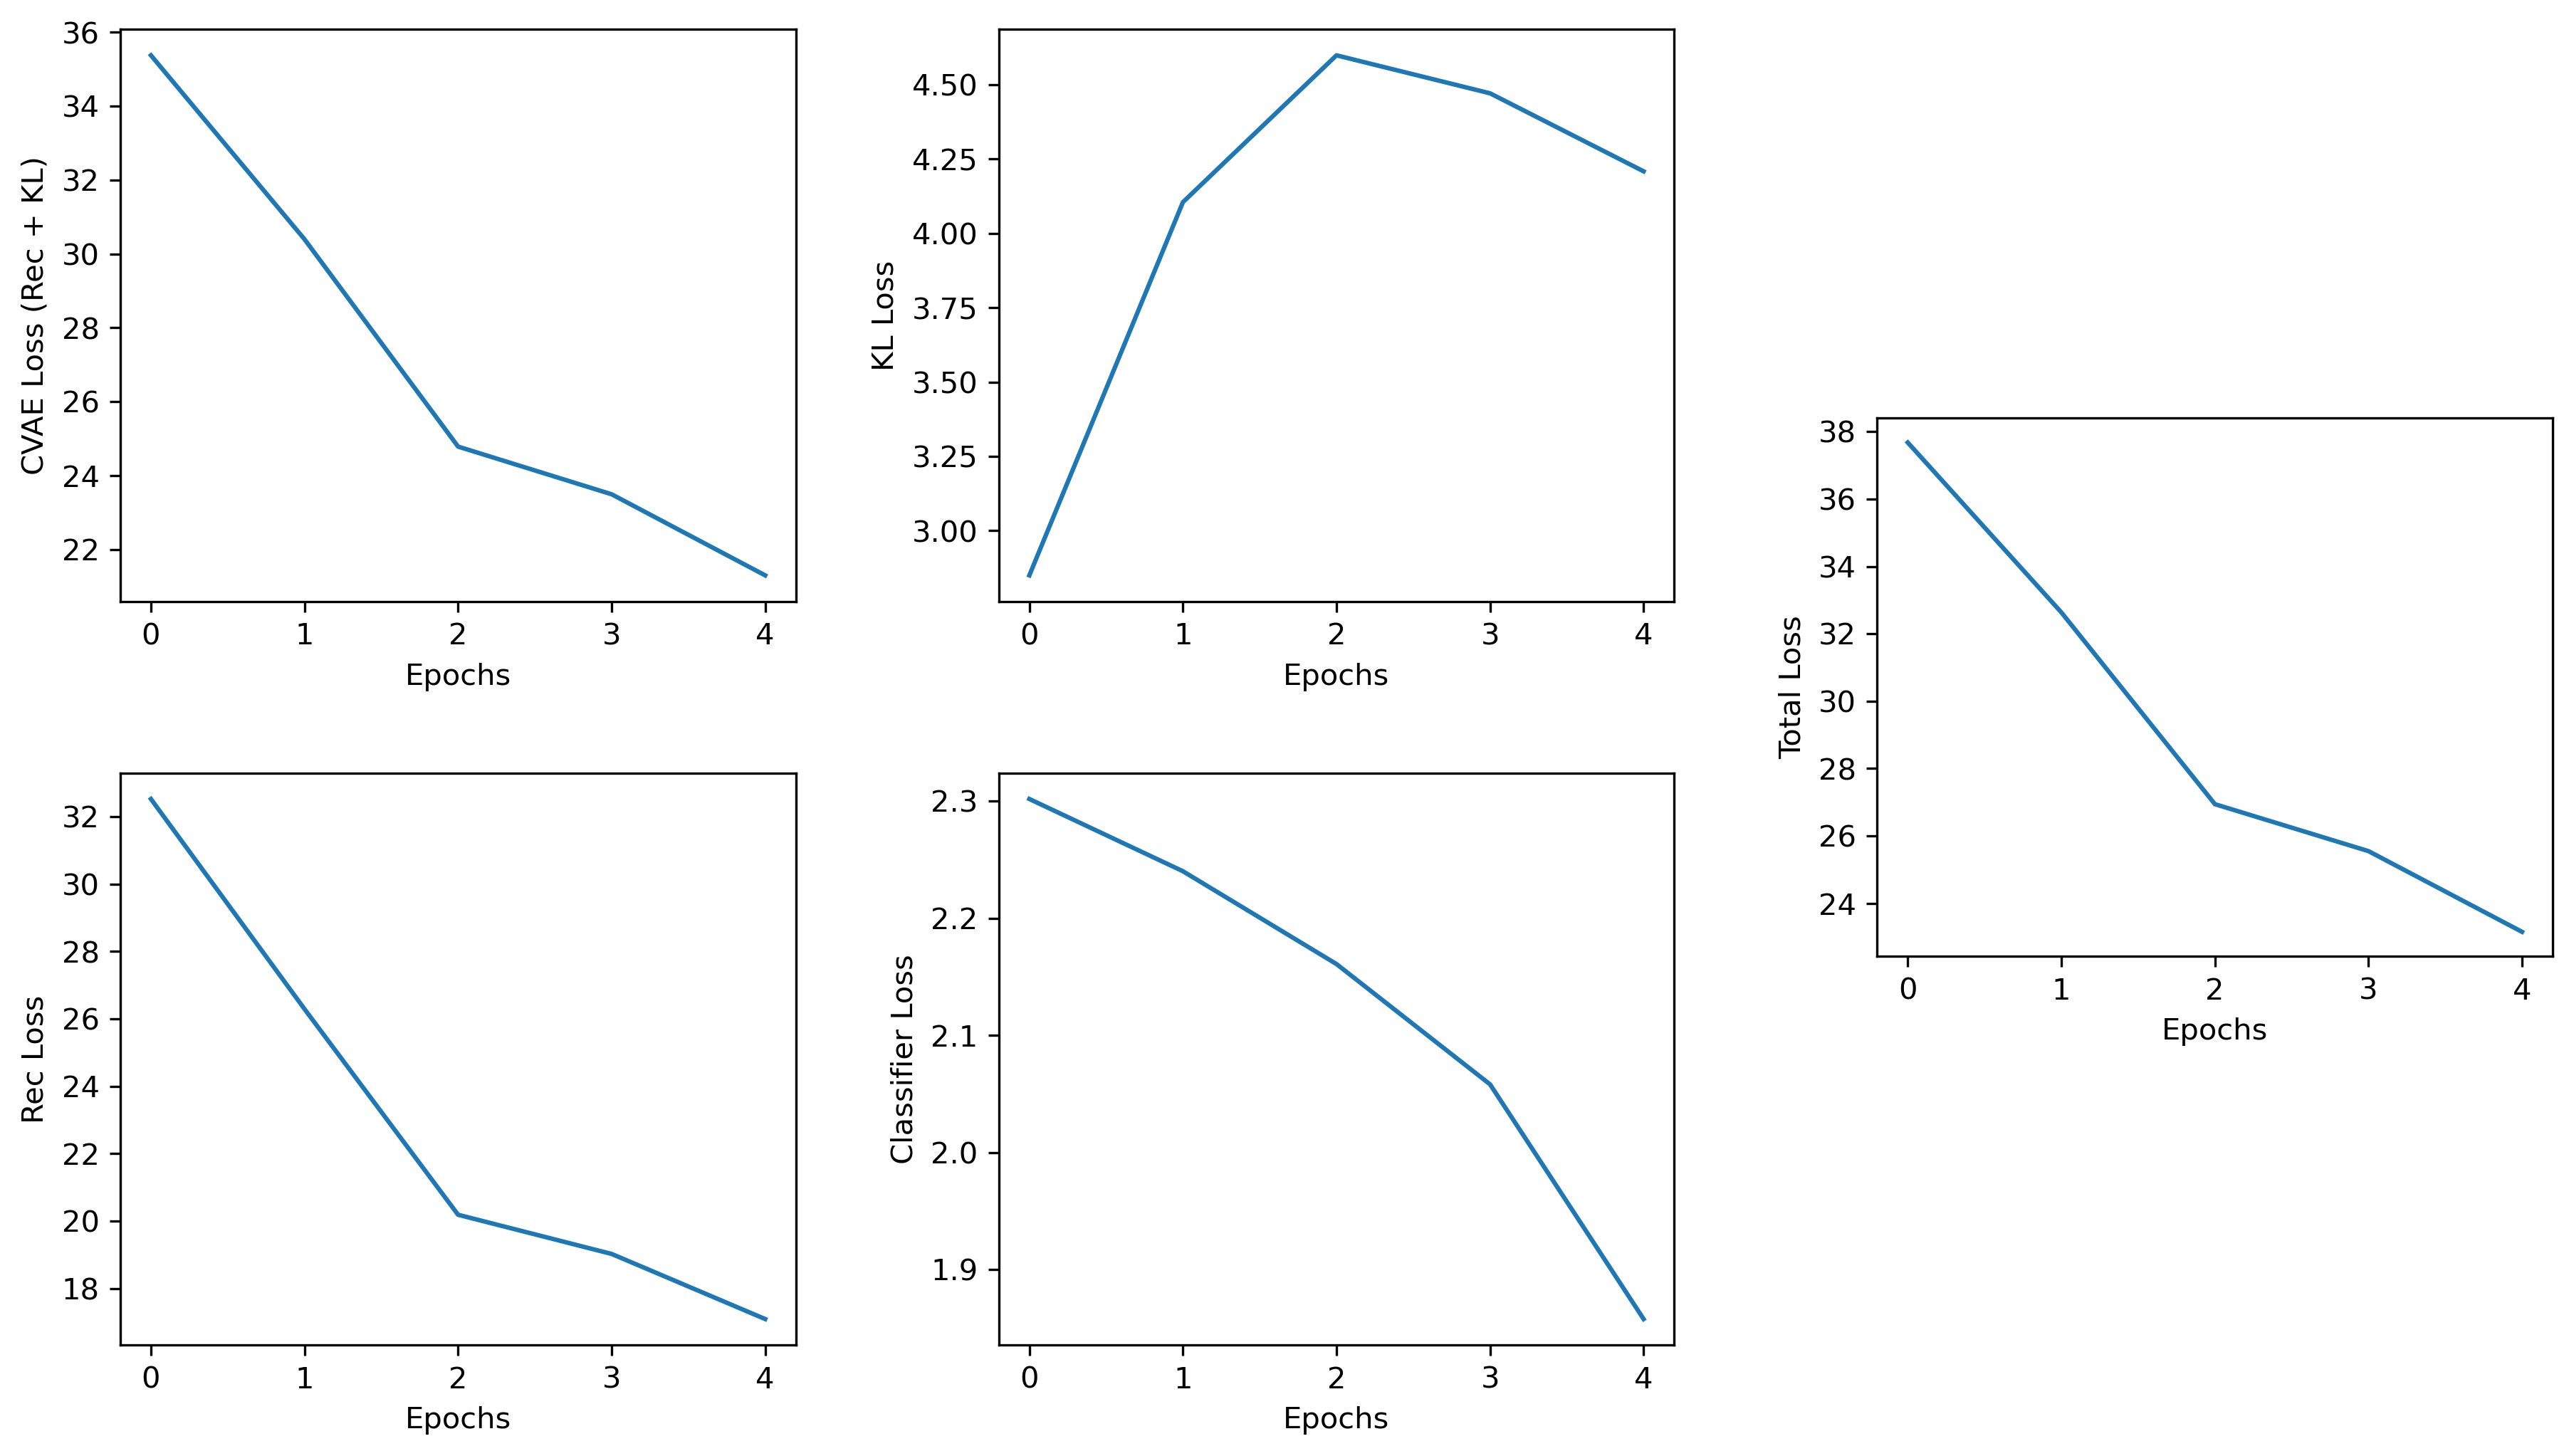 CVAE Loss (Rec + KL)
36
34
32
30
28
26
24
22
0 1 2 3 4
Epochs
KL Loss
4.50
4.25
4.00
3.75
3.50
3.25
3.00
0 1 2 3 4
Epochs
Rec Loss
32
30
28
26
24
22
20
18
0 1 2 3 4
Epochs
Classifier Loss
2.3
2.2
2.1
2.0
1.9
0 1 2 3 4
Epochs
Total Loss
38
36
34
32
30
28
26
24
0 1 2 3 4
Epochs